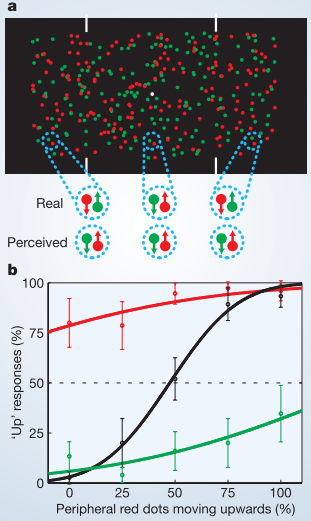 a
Real
Perceived
b
100
75
50
25
0
'Up' responses (%)
0 25 50 75 100
Peripheral red dots moving upwards (%)